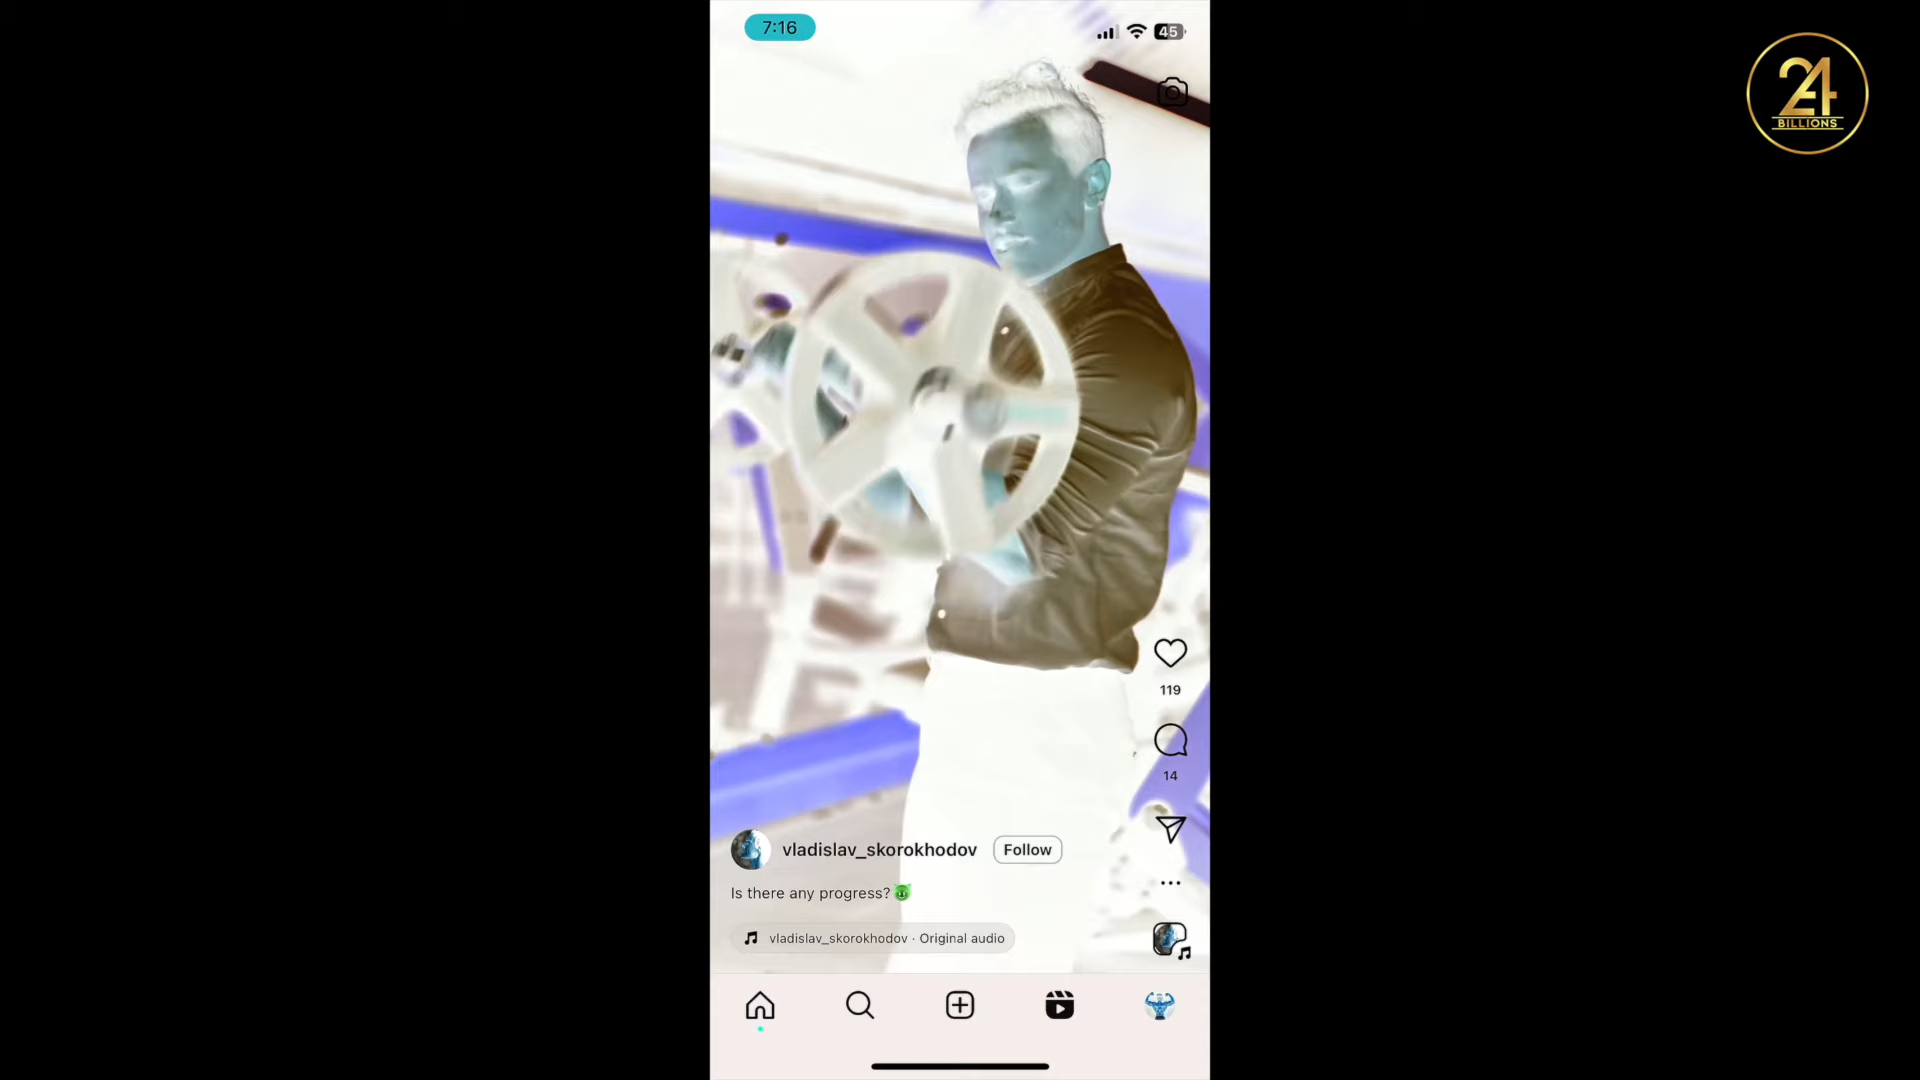 7:16
45
24
BILLIONS
119
14
vladislav_skorokhodov Follow
Is there any progress?😈
vladislav_skorokhodov · Original audio